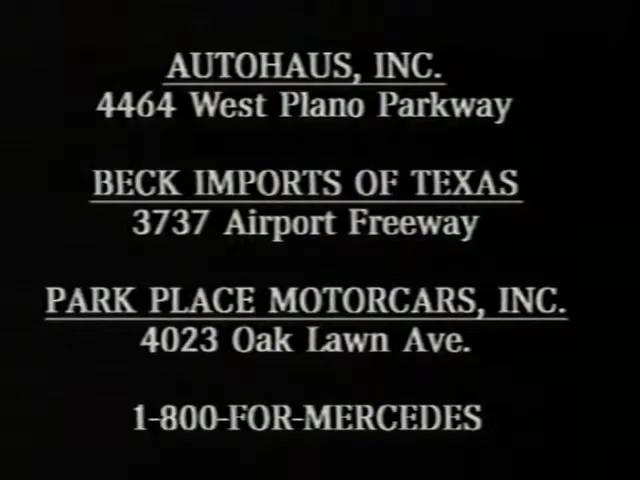 AUTOHAUS, INC.
4464 West Plano Parkway
BECK IMPORTS OF TEXAS
3737 Airport Freeway
PARK PLACE MOTORCARS, INC.
4023 Oak Lawn Ave.
1-800-FOR-MERCEDES